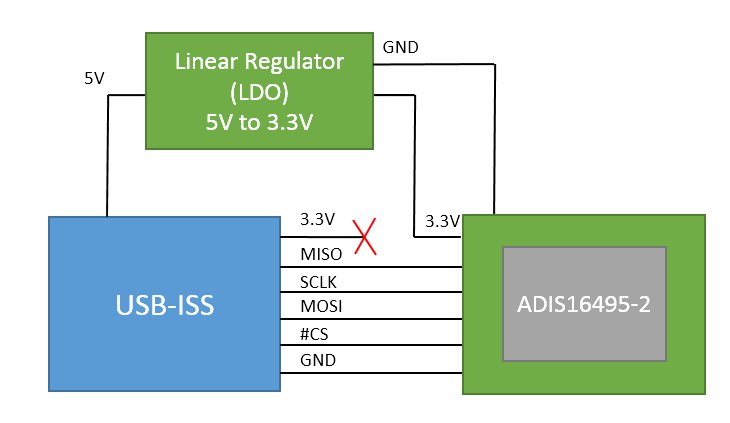 GND
Linear Regulator
(LDO)
5V to 3.3V
5V
3.3V
3.3V
MISO
SCLK
MOSI
#CS
GND
USB-ISS
ADIS16495-2